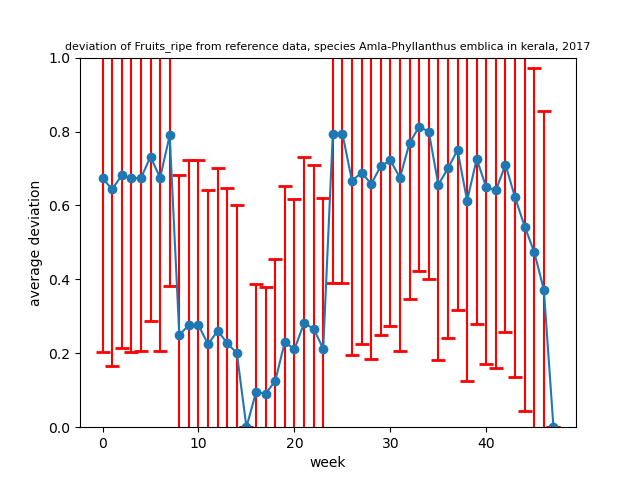 deviation of Fruits_ripe from reference data, species Amla-Phyllanthus emblica in kerala, 2017
1.0
0.8
0.6
0.4
0.2
0.0
average deviation
0 10 20 30 40
week